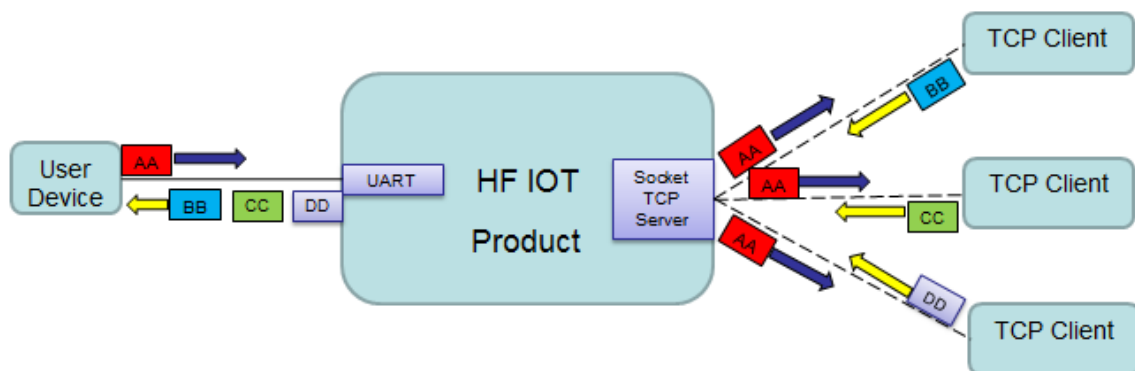 TCP Client
BB
AA
User
Device
AA
UART
HF IOT
Product
Socket
TCP
Server
AA
CC
TCP Client
BB
CC
DD
AA
DD
TCP Client